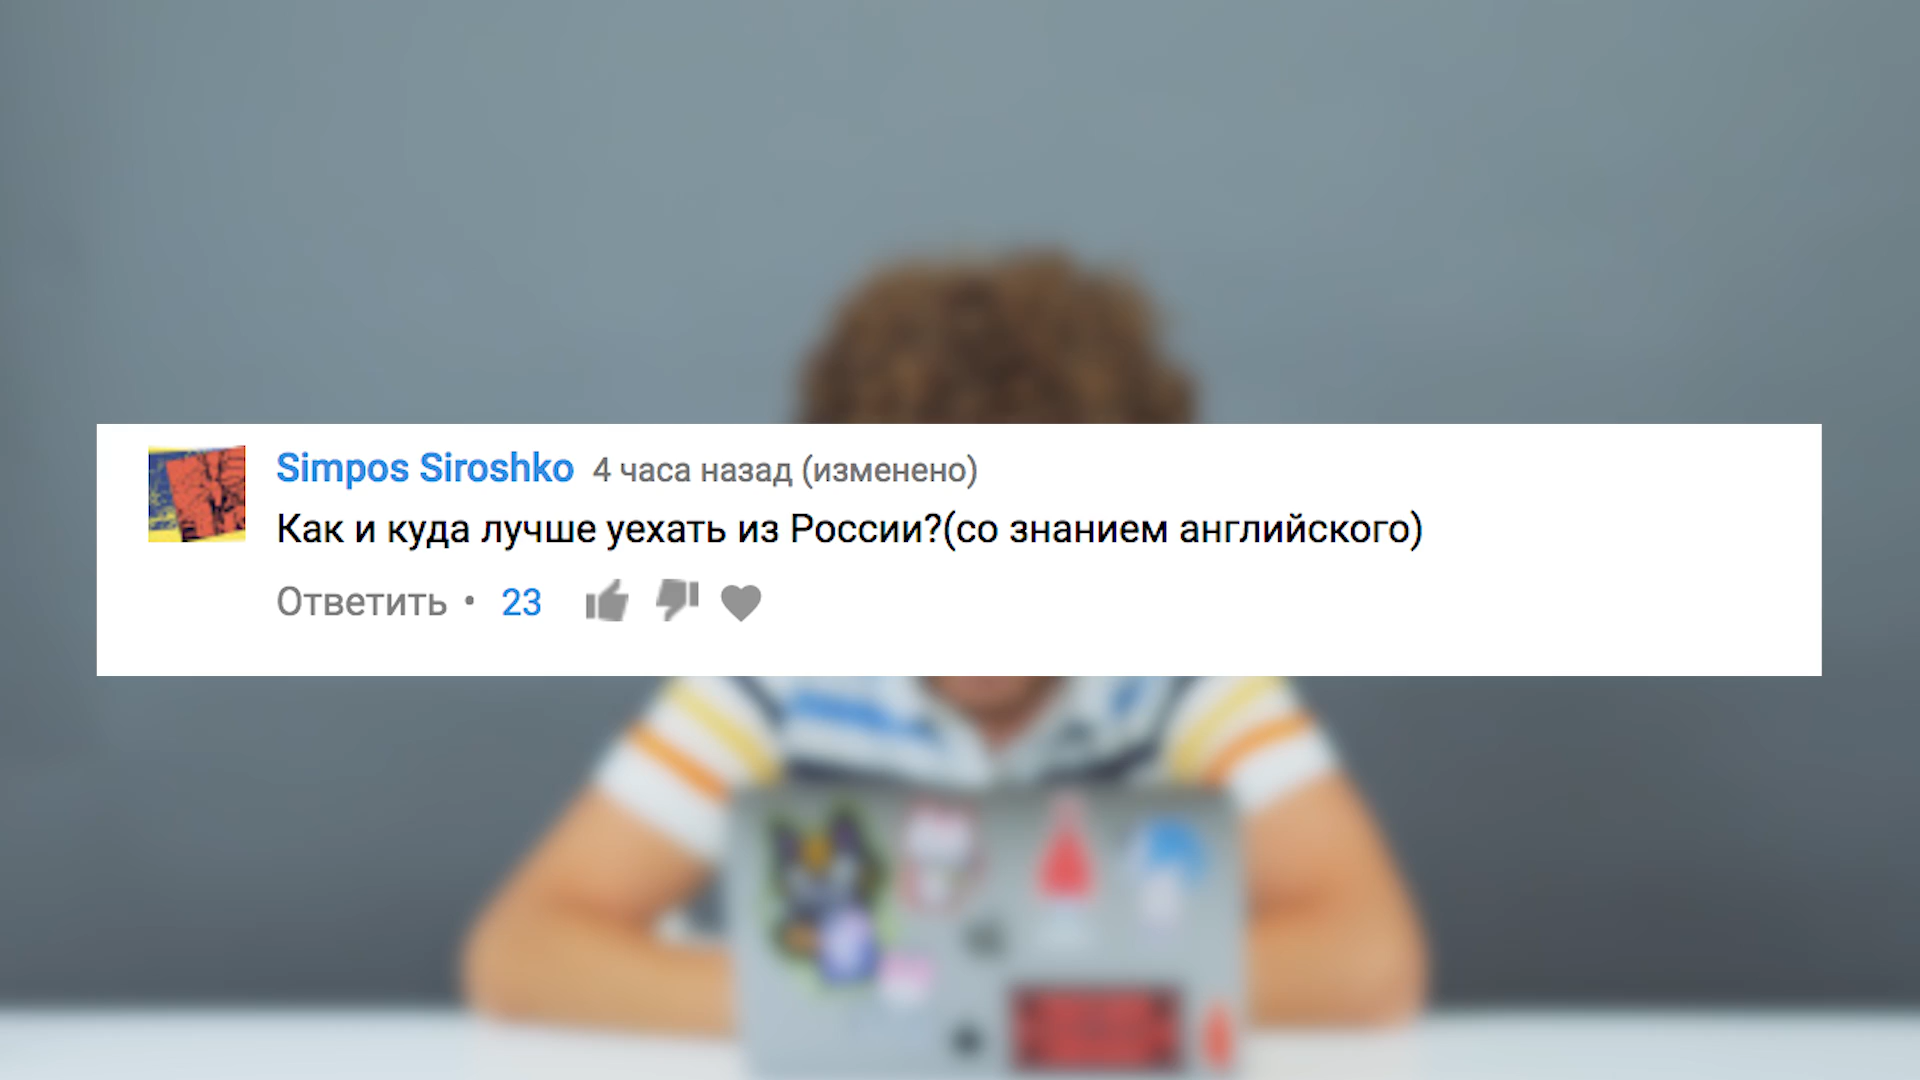 Simpos Siroshko 4 часа назад (изменено)
Как и куда лучше уехать из России?(со знанием английского)
Ответить • 23